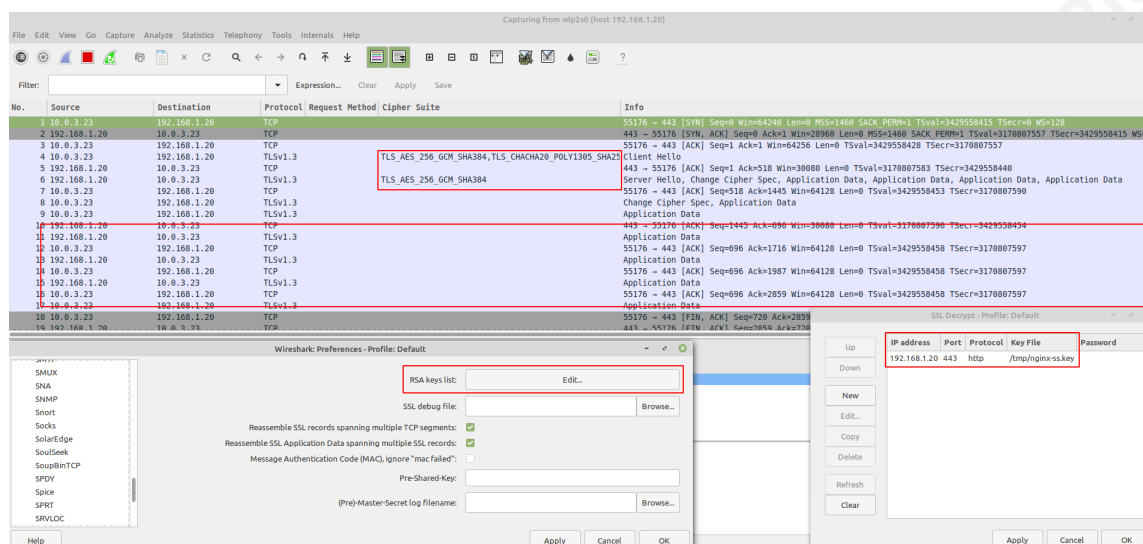 Capturing from wlp2s0 (host 192.168.1.20)
File Edit View Go Capture Analyze Statistics Telephony Tools Internals Help
Filter: Expression... Clear Apply Save
No. Source Destination Protocol Request Method Cipher Suite Info
1 10.0.3.23 192.168.1.20 TCP 55176 → 443 [SYN] Seq=0 Win=64240 Len=0 MSS=1460 SACK_PERM=1 TSval=3429558415 TSecr=0 WS=128
2 192.168.1.20 10.0.3.23 TCP 443 → 55176 [SYN, ACK] Seq=0 Ack=1 Win=28960 Len=0 MSS=1460 SACK_PERM=1 TSval=3170807557 TSecr=3429558415 WS
3 10.0.3.23 192.168.1.20 TCP 55176 → 443 [ACK] Seq=1 Ack=1 Win=64256 Len=0 TSval=3429558428 TSecr=3170807557
4 10.0.3.23 192.168.1.20 TLSv1.3 TLS_AES_256_GCM_SHA384,TLS_CHACHA20_POLY1305_SHA25 Client Hello
5 192.168.1.20 10.0.3.23 TCP 443 → 55176 [ACK] Seq=1 Ack=518 Win=30080 Len=0 TSval=3170807583 TSecr=3429558440
6 192.168.1.20 10.0.3.23 TLSv1.3 TLS_AES_256_GCM_SHA384 Server Hello, Change Cipher Spec, Application Data, Application Data, Application Data, Application Data
7 10.0.3.23 192.168.1.20 TCP 55176 → 443 [ACK] Seq=518 Ack=1445 Win=64128 Len=0 TSval=3429558453 TSecr=3170807590
8 10.0.3.23 192.168.1.20 TLSv1.3 Change Cipher Spec, Application Data
9 10.0.3.23 192.168.1.20 TLSv1.3 Application Data
10 192.168.1.20 10.0.3.23 TCP 443 → 55176 [ACK] Seq=1445 Ack=696 Win=30080 Len=0 TSval=3170807596 TSecr=3429558454
11 192.168.1.20 10.0.3.23 TLSv1.3 Application Data
12 10.0.3.23 192.168.1.20 TCP 55176 → 443 [ACK] Seq=696 Ack=1716 Win=64128 Len=0 TSval=3429558458 TSecr=3170807597
13 192.168.1.20 10.0.3.23 TLSv1.3 Application Data
14 10.0.3.23 192.168.1.20 TCP 55176 → 443 [ACK] Seq=696 Ack=1987 Win=64128 Len=0 TSval=3429558458 TSecr=3170807597
15 192.168.1.20 10.0.3.23 TLSv1.3 Application Data
16 10.0.3.23 192.168.1.20 TCP 55176 → 443 [ACK] Seq=696 Ack=2859 Win=64128 Len=0 TSval=3429558458 TSecr=3170807597
17 10.0.3.23 192.168.1.20 TLSv1.3 Application Data
18 10.0.3.23 192.168.1.20 TCP 55176 → 443 [FIN, ACK] Seq=720 Ack=2859
19 192.168.1.20 10.0.3.23 TCP 443 → 55176 [FIN, ACK] Seq=2859 Ack=720
Wireshark: Preferences - Profile: Default
SMUX
SNA
SNMP
Snort
Socks
SolarEdge
SoulSeek
SoupBinTCP
SPDY
Spice
SPRT
SRVLOC
RSA keys list: Edit...
SSL debug file: Browse...
Reassemble SSL records spanning multiple TCP segments:
Reassemble SSL Application Data spanning multiple SSL records:
Message Authentication Code (MAC), ignore "mac failed":
Pre-Shared-Key:
(Pre)-Master-Secret log filename: Browse...
Help Apply Cancel OK
SSL Decrypt - Profile: Default
Up
Down
New
Edit...
Copy
Delete
Refresh
Clear
IP address Port Protocol Key File Password
192.168.1.20 443 http /tmp/nginx-ss.key
Apply Cancel OK